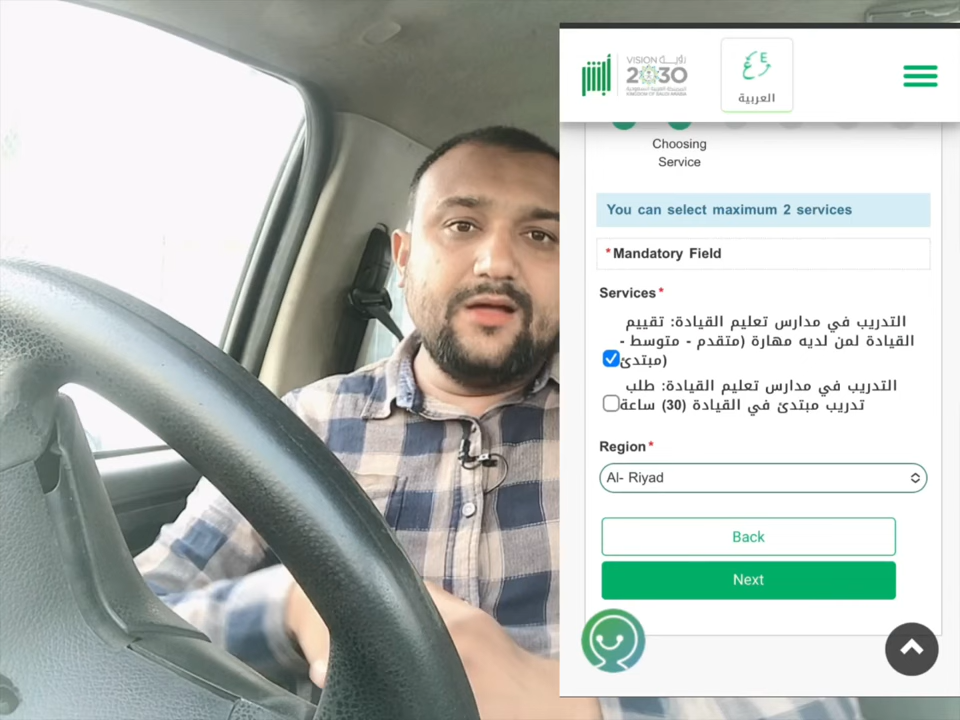 أبشر
VISION رؤيــــة
2030
المملكة العربية السعودية
KINGDOM OF SAUDI ARABIA
E
ع
العربية
Choosing
Service
You can select maximum 2 services
*Mandatory Field
Services*
التدريب في مدارس تعليم القيادة: تقييم
القيادة لمن لديه مهارة (متقدم - متوسط -
مبتدئ)
التدريب في مدارس تعليم القيادة: طلب
تدريب مبتدئ في القيادة (30) ساعة
Region*
Al- Riyad
Back
Next